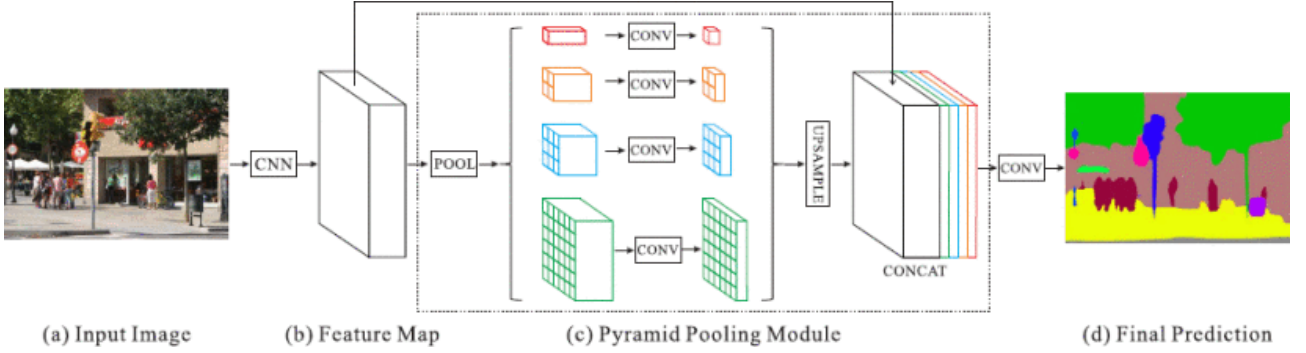 CNN
POOL
CONV
CONV
CONV
CONV
UPSAMPLE
CONCAT
CONV
(a) Input Image
(b) Feature Map
(c) Pyramid Pooling Module
(d) Final Prediction